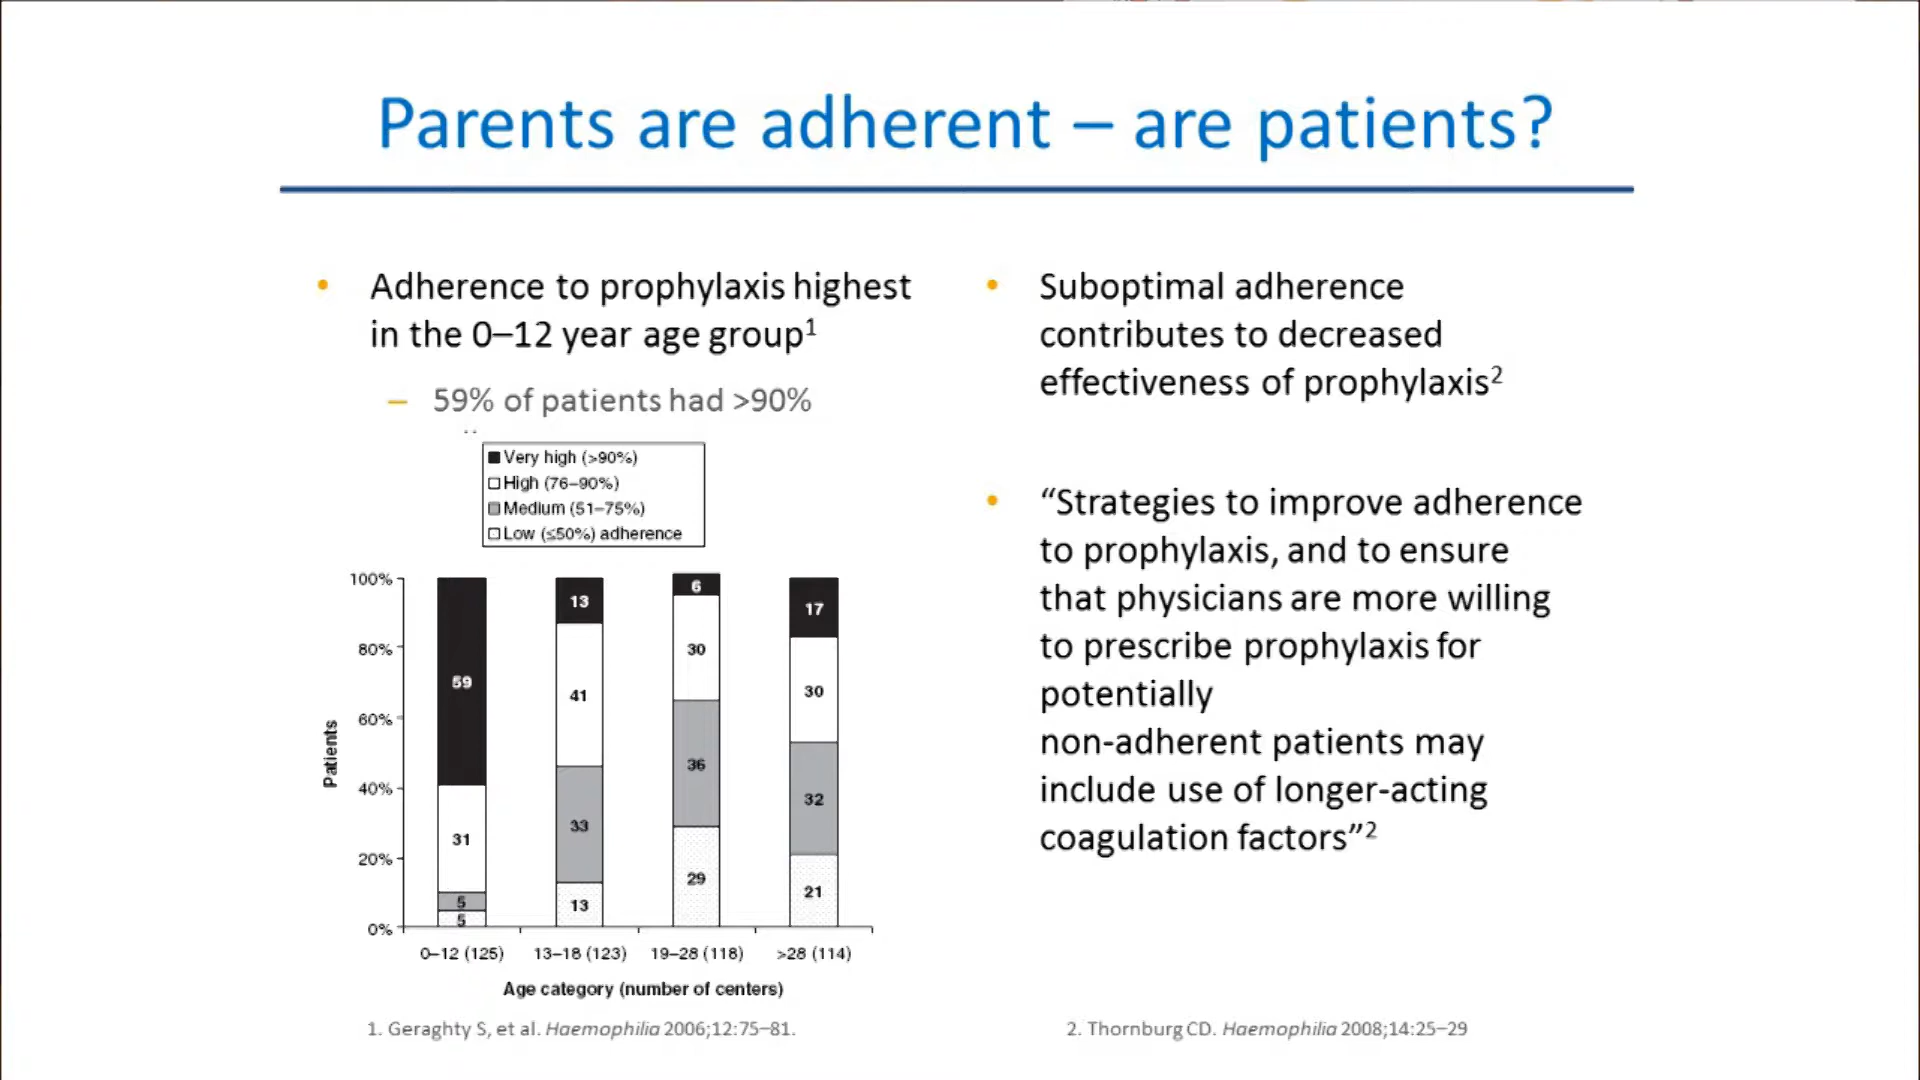 Parents are adherent – are patients?
• Adherence to prophylaxis highest
in the 0–12 year age group¹
– 59% of patients had >90%
Very high (>90%)
High (76–90%)
Medium (51–75%)
Low (≤50%) adherence
100%
80%
60%
40%
20%
0%
Patients
59
31
5
5
13
41
33
13
6
30
36
29
17
30
32
21
0–12 (125)
13–18 (123)
19–28 (118)
>28 (114)
Age category (number of centers)
1. Geraghty S, et al. Haemophilia 2006;12:75–81.
• Suboptimal adherence
contributes to decreased
effectiveness of prophylaxis²
• “Strategies to improve adherence
to prophylaxis, and to ensure
that physicians are more willing
to prescribe prophylaxis for
potentially
non-adherent patients may
include use of longer-acting
coagulation factors”²
2. Thornburg CD. Haemophilia 2008;14:25–29